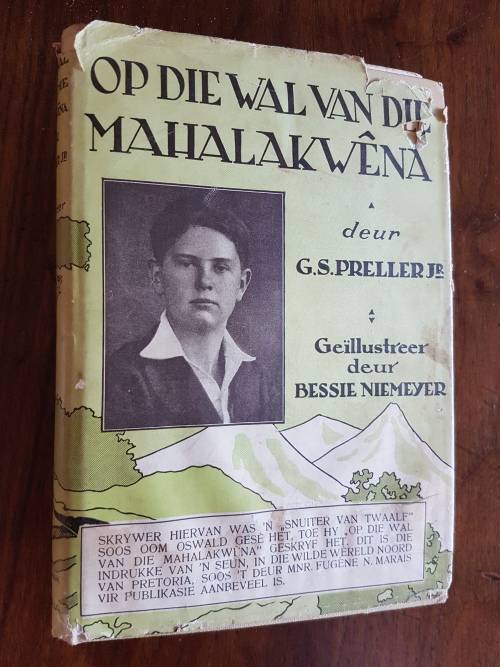 OP DIE WAL VAN DIE
MAHALAKWÊNA
deur
G.S. PRELLER JR
Geïllustreer
deur
BESSIE NIEMEYER
SKRYWER HIERVAN WAS 'N „SNUITER VAN TWAALF”
SOOS OOM OSWALD GESÊ HET, TOE HY „OP DIE WAL
VAN DIE MAHALAKWÊNA” GESKRYF HET. DIT IS DIE
INDRUKKE VAN 'N SEUN, IN DIE WILDE WÊRELD NOORD
VAN PRETORIA, SOOS 'T DEUR MNR. EUGÈNE N. MARAIS
VIR PUBLIKASIE AANBEVEEL IS.